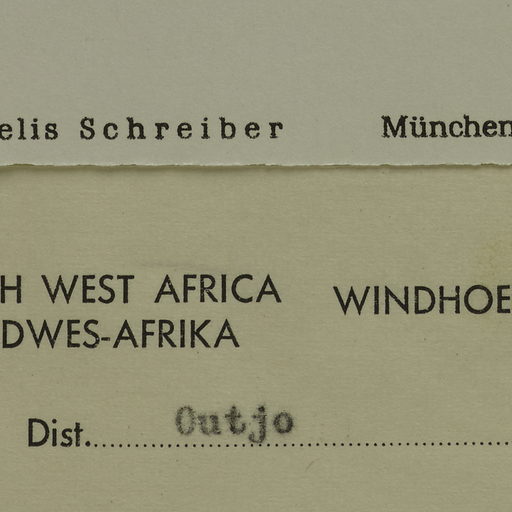 elis Schreiber München
H WEST AFRICA WINDHOE
DWES-AFRIKA
Dist. Outjo